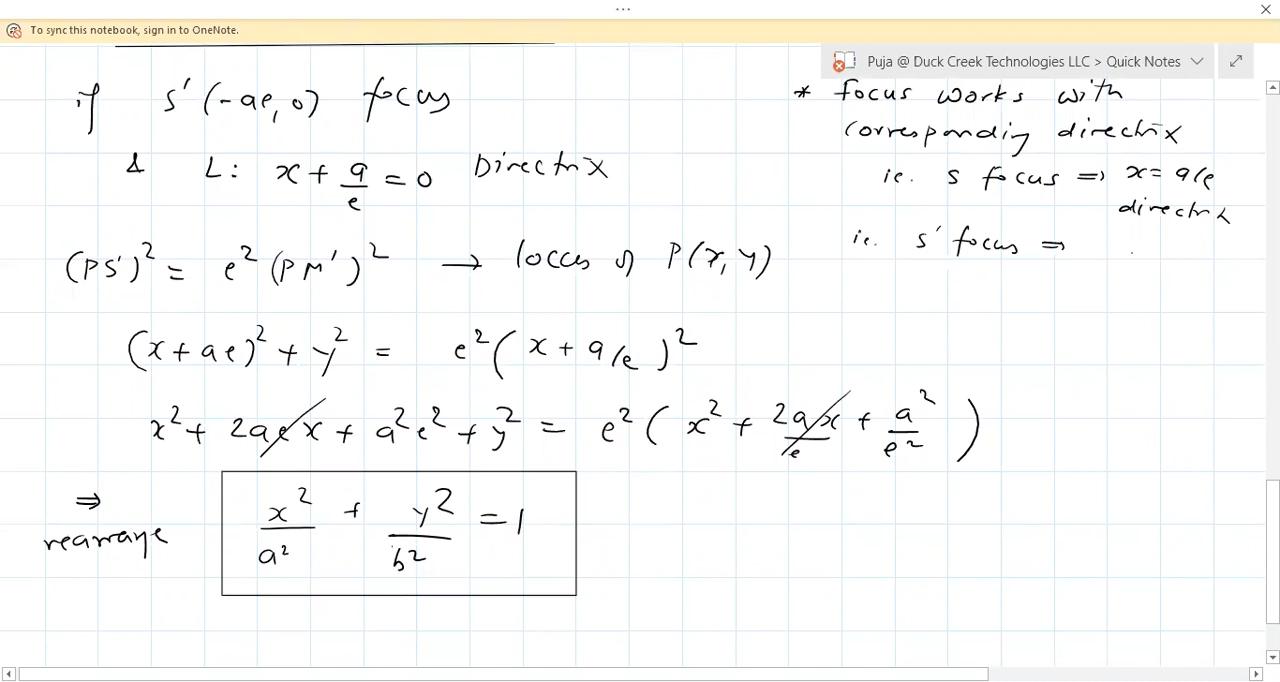 ...
To sync this notebook, sign in to OneNote.
Puja @ Duck Creek Technologies LLC > Quick Notes
if s'(-ae, 0) focus
& L: x + a/e = 0 Directrix
(PS')² = e² (PM')² → locus of P(x, y)
(x + ae)² + y² = e² (x + a/e)²
x² + 2aex + a²e² + y² = e² (x² + 2ax/e + a²/e²)
⇒ rearrange
x²/a² + y²/b² = 1
* focus works with
corresponding directrix
ie. s focus ⇒ x = a/e
directrix
ie. s' focus ⇒